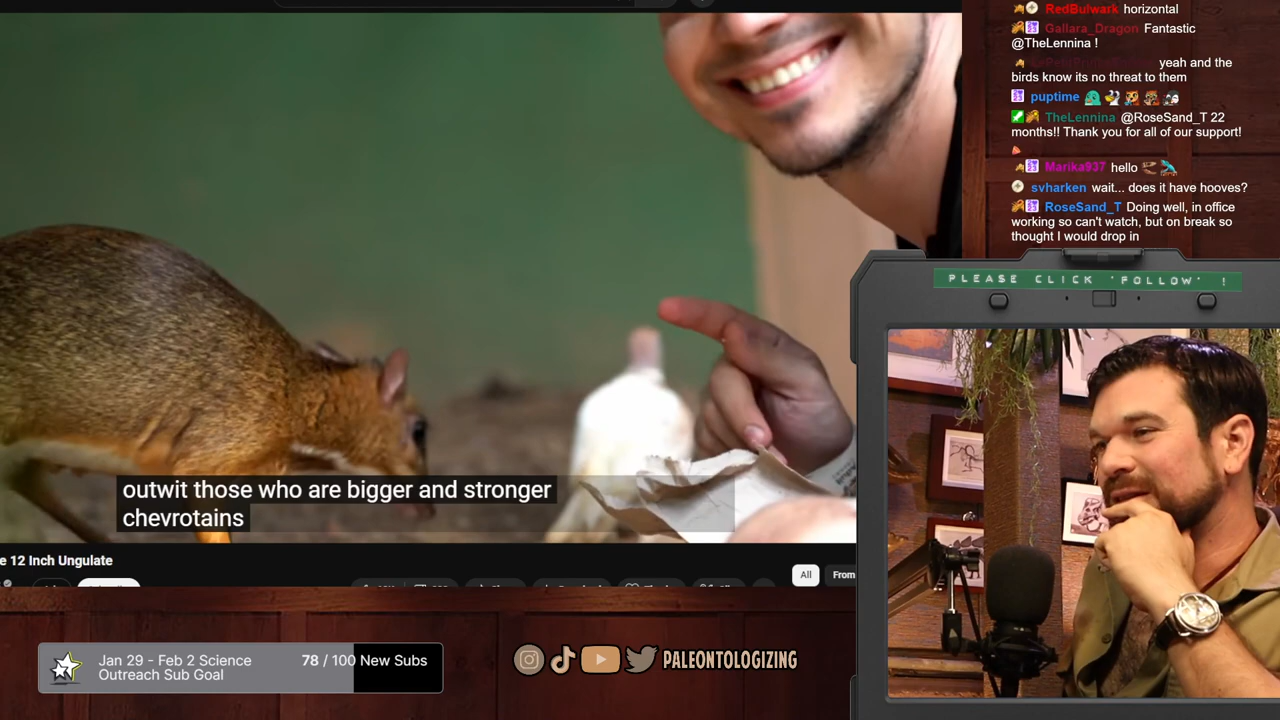 RedBulwark horizontal
Gallara_Dragon Fantastic
@TheLennina !
yeah and the
birds know its no threat to them
puptime
TheLennina @RoseSand_T 22
months!! Thank you for all of our support!
Marika937 hello
svharken wait... does it have hooves?
RoseSand_T Doing well, in office
working so can't watch, but on break so
thought I would drop in
PLEASE CLICK 'FOLLOW' !
outwit those who are bigger and stronger
chevrotains
e 12 Inch Ungulate
All From
Jan 29 - Feb 2 Science
Outreach Sub Goal
78 / 100 New Subs
PALEONTOLOGIZING